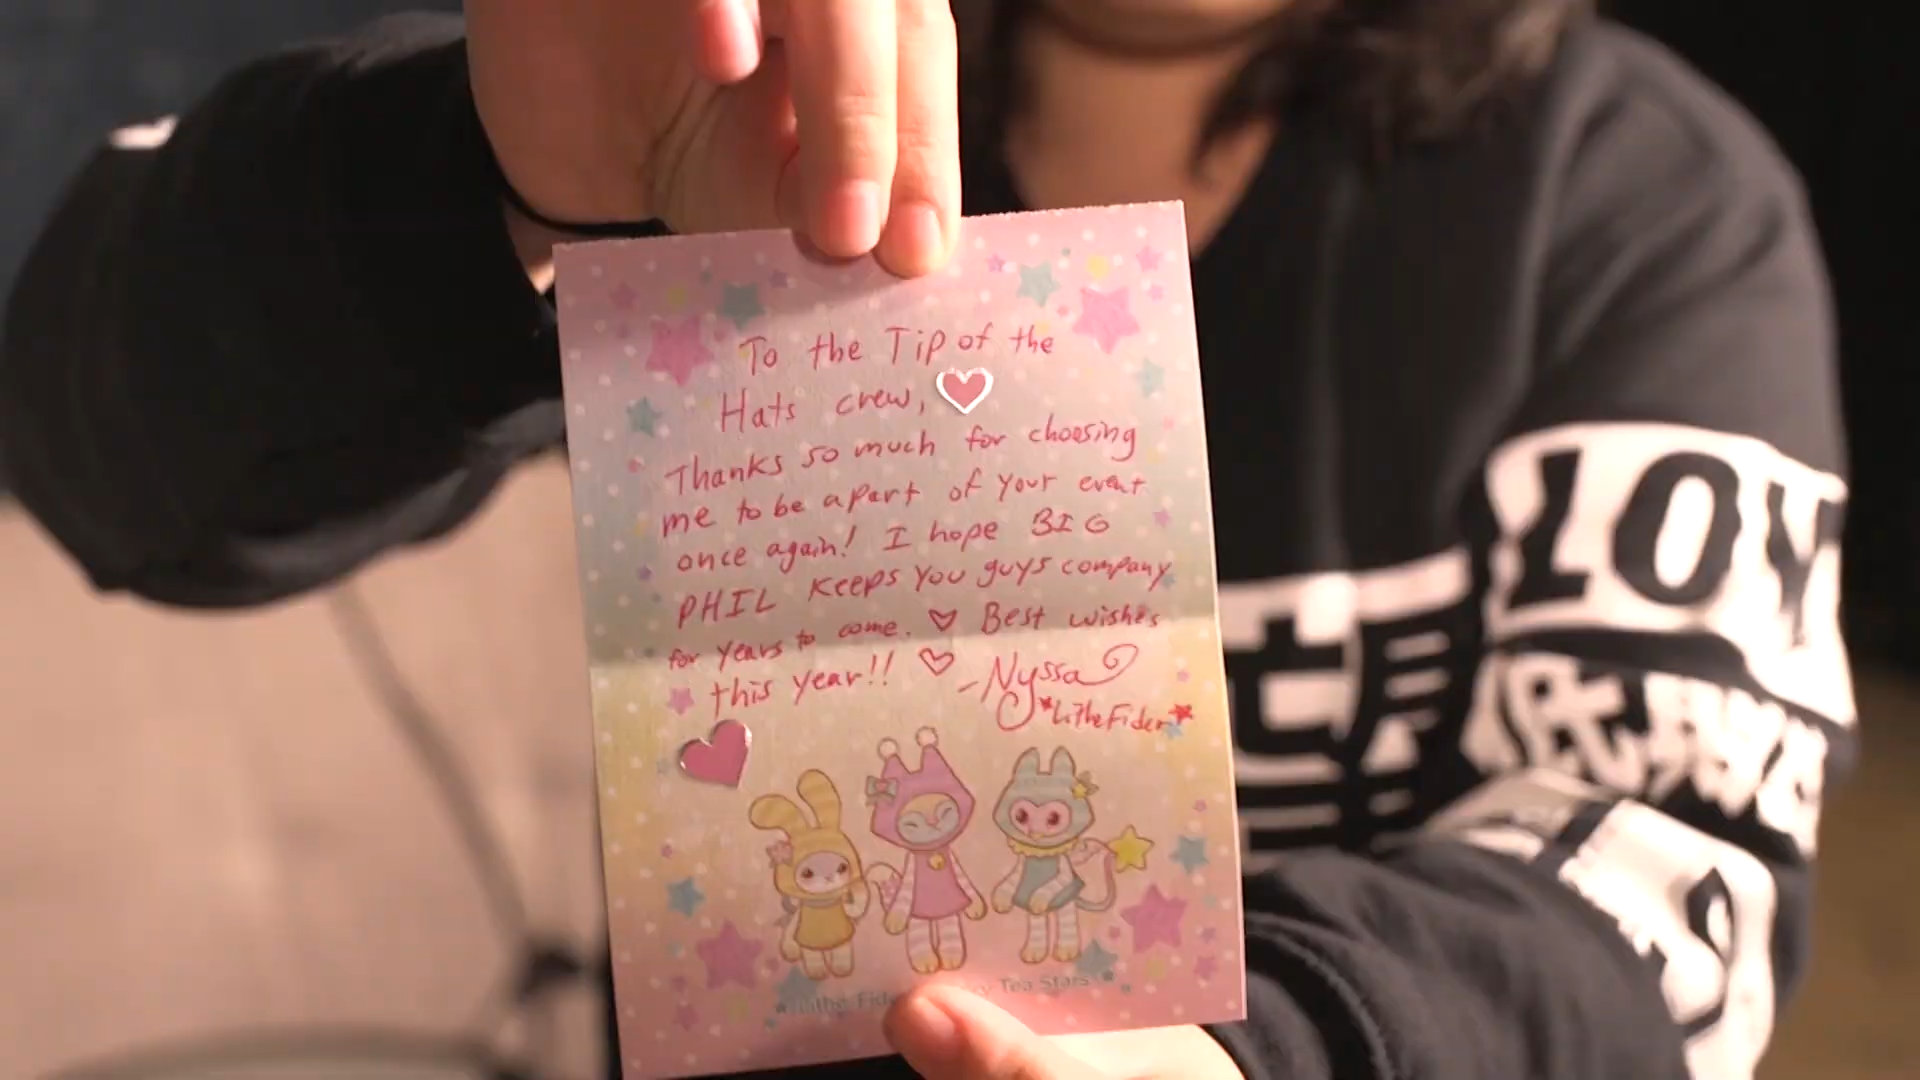 To the Tip of the
Hats crew,
Thanks so much for choosing
me to be apart of your event
once again! I hope BIG
PHIL keeps you guys company
for years to come. ♡ Best wishes
this year!! ♡ -Nyssa
*LitheFider*
Tea Stars
LOV